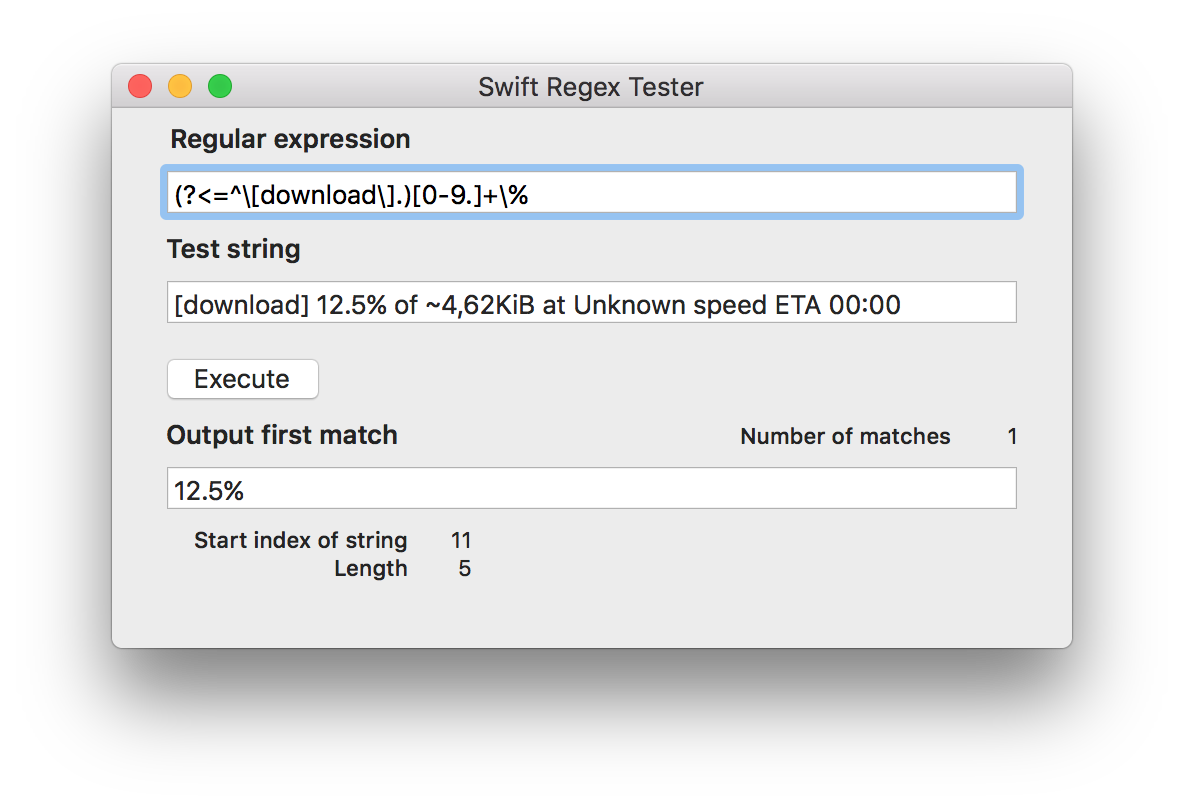 Swift Regex Tester
Regular expression
(?<=^\[download\].)[0-9.]+\%
Test string
[download] 12.5% of ~4,62KiB at Unknown speed ETA 00:00
Execute
Output first match
Number of matches 1
12.5%
Start index of string 11
Length 5